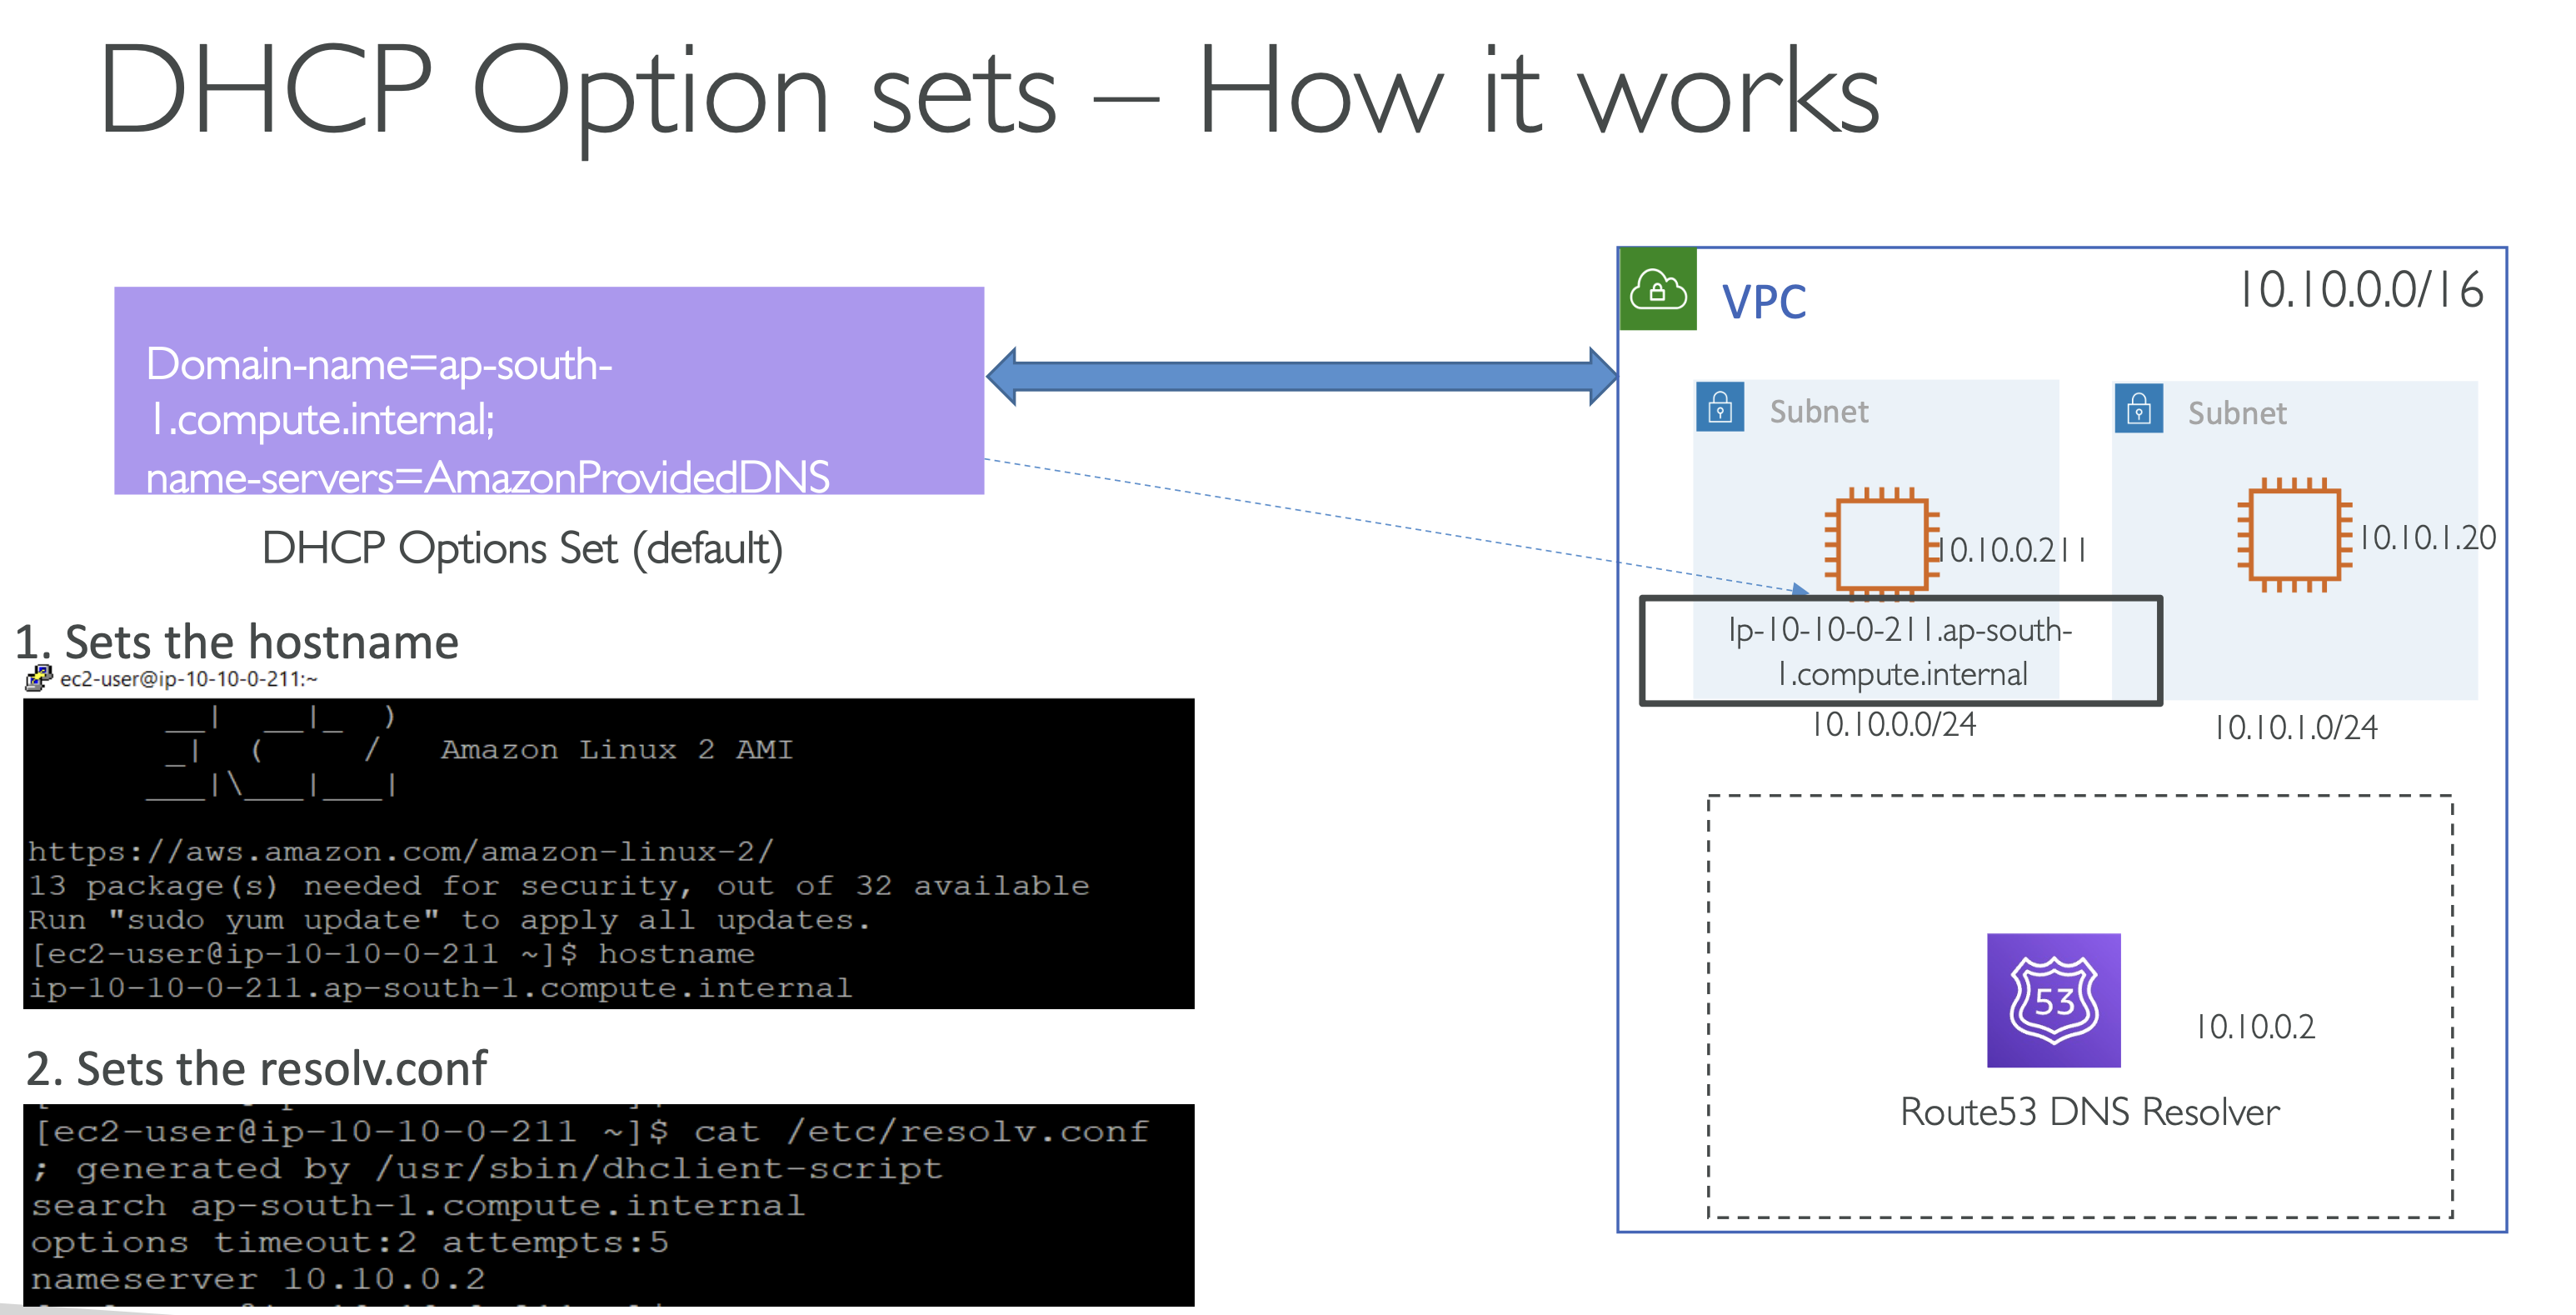 DHCP Option sets – How it works
Domain-name=ap-south-
1.compute.internal;
name-servers=AmazonProvidedDNS
DHCP Options Set (default)
1. Sets the hostname
ec2-user@ip-10-10-0-211:~
__| __|_ )
_| ( / Amazon Linux 2 AMI
___|\___|___|
https://aws.amazon.com/amazon-linux-2/
13 package(s) needed for security, out of 32 available
Run "sudo yum update" to apply all updates.
[ec2-user@ip-10-10-0-211 ~]$ hostname
ip-10-10-0-211.ap-south-1.compute.internal
2. Sets the resolv.conf
[ec2-user@ip-10-10-0-211 ~]$ cat /etc/resolv.conf
; generated by /usr/sbin/dhclient-script
search ap-south-1.compute.internal
options timeout:2 attempts:5
nameserver 10.10.0.2
VPC
10.10.0.0/16
Subnet
10.10.0.211
Ip-10-10-0-211.ap-south-
1.compute.internal
10.10.0.0/24
Subnet
10.10.1.20
10.10.1.0/24
53
10.10.0.2
Route53 DNS Resolver